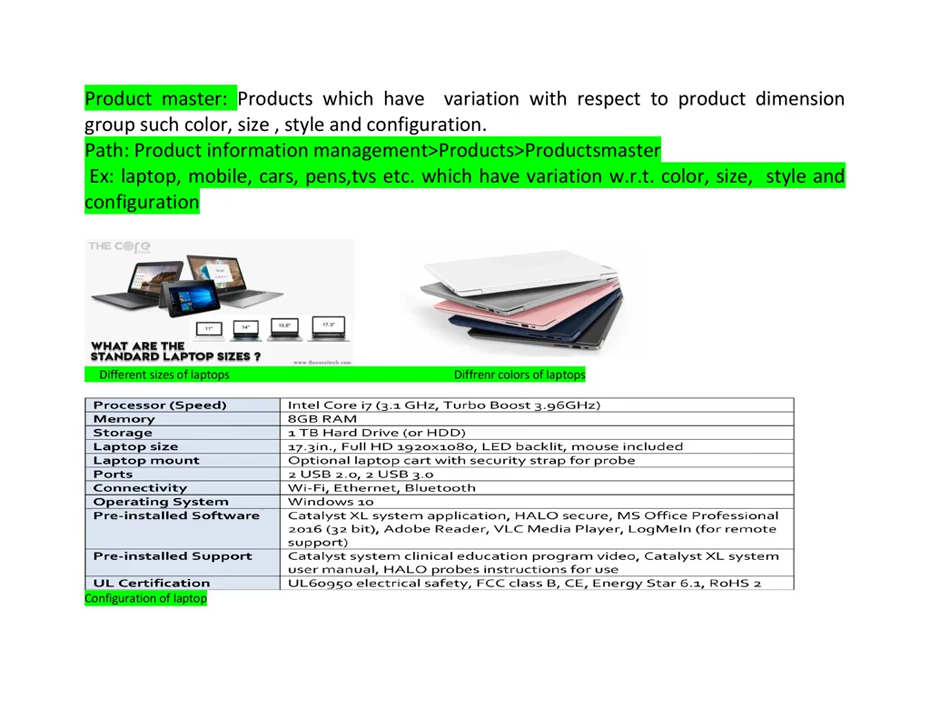 Product master: Products which have variation with respect to product dimension
group such color, size , style and configuration.
Path: Product information management>Products>Productsmaster
Ex: laptop, mobile, cars, pens,tvs etc. which have variation w.r.t. color, size, style and
configuration
THE CORE
11" 14" 15.6" 17.3"
WHAT ARE THE
STANDARD LAPTOP SIZES ?
www.thecoreitech.com
Different sizes of laptops Diffrenr colors of laptops
Processor (Speed) Intel Core i7 (3.1 GHz, Turbo Boost 3.96GHz)
Memory 8GB RAM
Storage 1 TB Hard Drive (or HDD)
Laptop size 17.3in., Full HD 1920x1080, LED backlit, mouse included
Laptop mount Optional laptop cart with security strap for probe
Ports 2 USB 2.0, 2 USB 3.0
Connectivity Wi-Fi, Ethernet, Bluetooth
Operating System Windows 10
Pre-installed Software Catalyst XL system application, HALO secure, MS Office Professional
2016 (32 bit), Adobe Reader, VLC Media Player, LogMeIn (for remote
support)
Pre-installed Support Catalyst system clinical education program video, Catalyst XL system
user manual, HALO probes instructions for use
UL Certification UL60950 electrical safety, FCC class B, CE, Energy Star 6.1, RoHS 2
Configuration of laptop